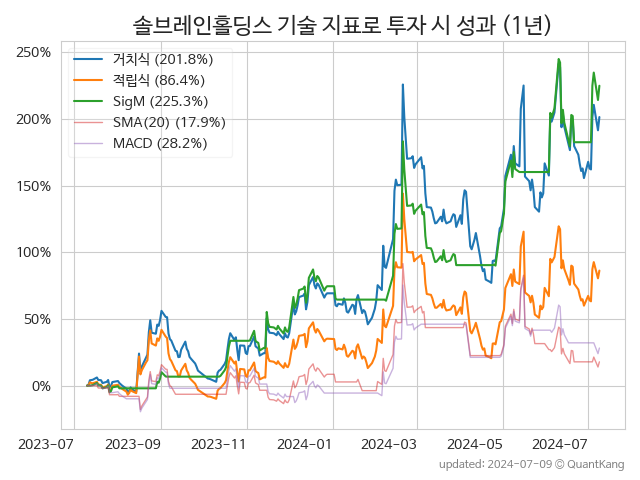 솔브레인홀딩스 기술 지표로 투자 시 성과 (1년)
250%
200%
150%
100%
50%
0%
거치식 (201.8%)
적립식 (86.4%)
SigM (225.3%)
SMA(20) (17.9%)
MACD (28.2%)
2023-07
2023-09
2023-11
2024-01
2024-03
2024-05
2024-07
updated: 2024-07-09 © QuantKang